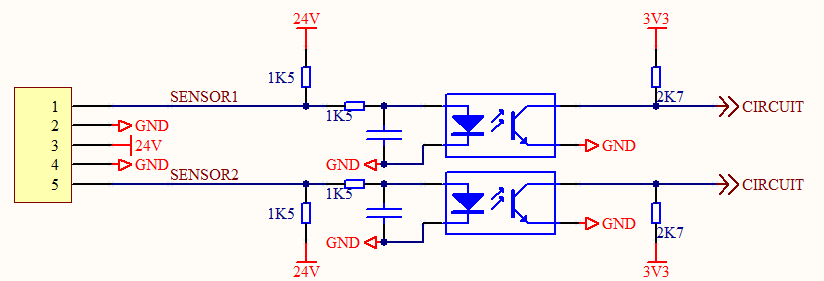 24V
3V3
1K5
2K7
SENSOR1
1K5
1
CIRCUIT
2
GND
3
24V
GND
4
GND
GND
5
SENSOR2
1K5
CIRCUIT
1K5
GND
2K7
GND
24V
3V3